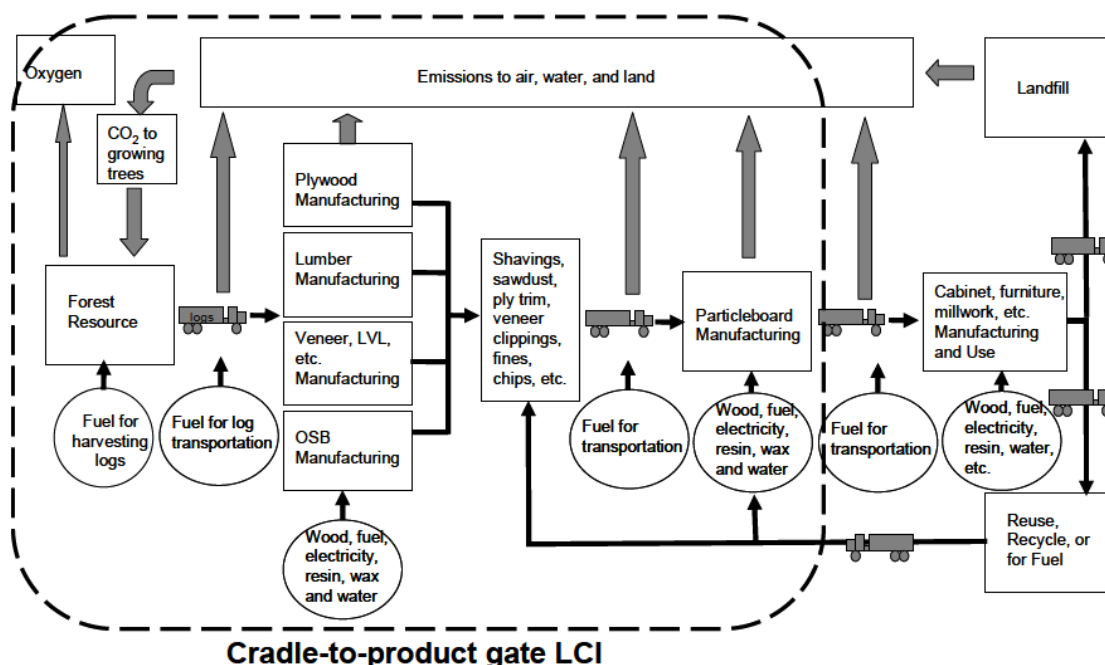 Oxygen
Emissions to air, water, and land
Landfill
CO₂ to
growing
trees
Plywood
Manufacturing
Lumber
Manufacturing
Veneer, LVL,
etc.
Manufacturing
OSB
Manufacturing
Forest
Resource
logs
Shavings,
sawdust,
ply trim,
veneer
clippings,
fines,
chips, etc.
Particleboard
Manufacturing
Cabinet, furniture,
millwork, etc.
Manufacturing
and Use
Fuel for
harvesting
logs
Fuel for log
transportation
Fuel for
transportation
Wood, fuel,
electricity,
resin, wax
and water
Fuel for
transportation
Wood, fuel,
electricity,
resin, water,
etc.
Wood, fuel,
electricity,
resin, wax
and water
Reuse,
Recycle, or
for Fuel
Cradle-to-product gate LCI